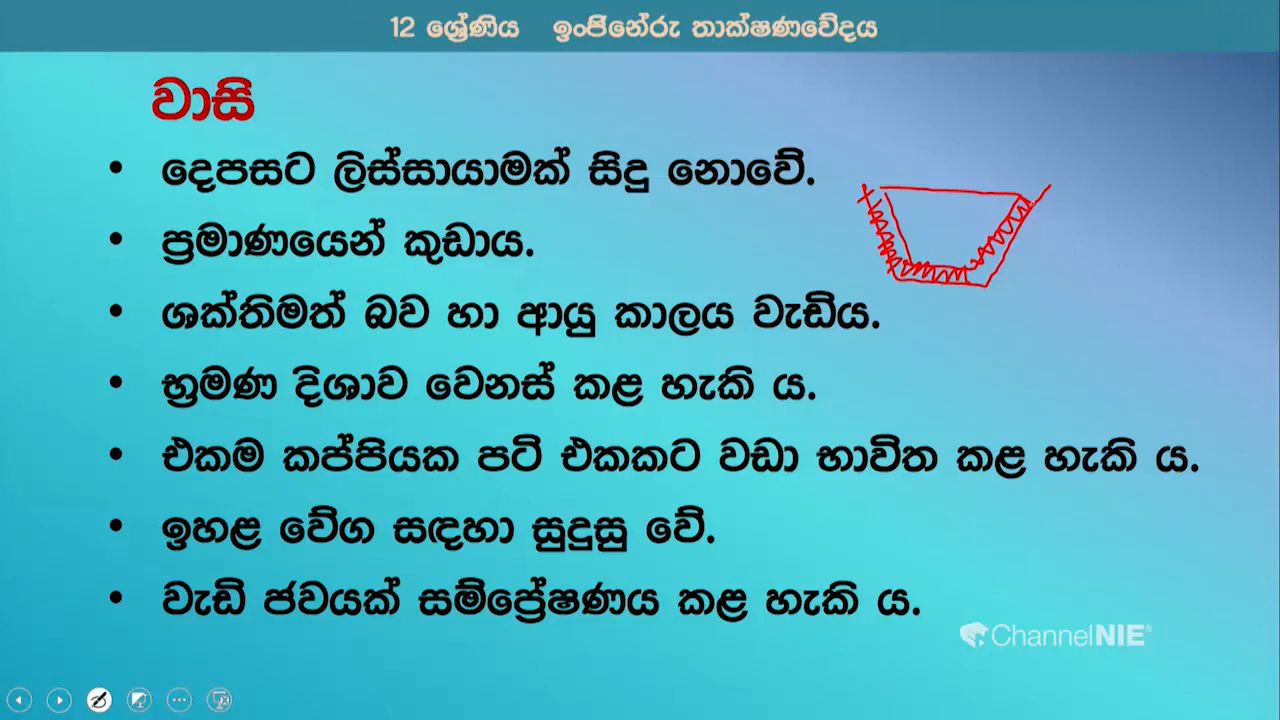 12 ශ්‍රේණිය ඉංජිනේරු තාක්ෂණවේදය
වාසි
• දෙපසට ලිස්සායාමක් සිදු නොවේ.
• ප්‍රමාණයෙන් කුඩාය.
• ශක්තිමත් බව හා ආයු කාලය වැඩිය.
• භ්‍රමණ දිශාව වෙනස් කළ හැකි ය.
• එකම කප්පියක පටි එකකට වඩා භාවිත කළ හැකි ය.
• ඉහළ වේග සඳහා සුදුසු වේ.
• වැඩි ජවයක් සම්ප්‍රේෂණය කළ හැකි ය.
ChannelNIE